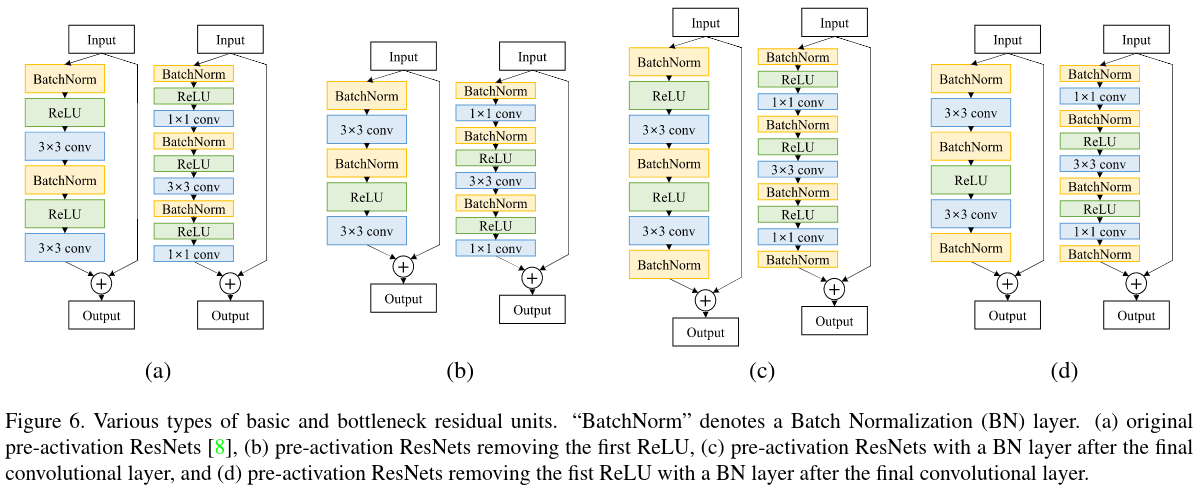 Input
BatchNorm
ReLU
3×3 conv
BatchNorm
ReLU
3×3 conv
+
Output
Input
BatchNorm
ReLU
1×1 conv
BatchNorm
ReLU
3×3 conv
BatchNorm
ReLU
1×1 conv
+
Output
(a)
Input
BatchNorm
3×3 conv
BatchNorm
ReLU
3×3 conv
+
Output
Input
BatchNorm
1×1 conv
BatchNorm
ReLU
3×3 conv
BatchNorm
ReLU
1×1 conv
+
Output
(b)
Input
BatchNorm
ReLU
3×3 conv
BatchNorm
ReLU
3×3 conv
BatchNorm
+
Output
Input
BatchNorm
ReLU
1×1 conv
BatchNorm
ReLU
3×3 conv
BatchNorm
ReLU
1×1 conv
BatchNorm
+
Output
(c)
Input
BatchNorm
3×3 conv
BatchNorm
ReLU
3×3 conv
BatchNorm
+
Output
Input
BatchNorm
1×1 conv
BatchNorm
ReLU
3×3 conv
BatchNorm
ReLU
1×1 conv
BatchNorm
+
Output
(d)
Figure 6. Various types of basic and bottleneck residual units. “BatchNorm” denotes a Batch Normalization (BN) layer. (a) original
pre-activation ResNets [8], (b) pre-activation ResNets removing the first ReLU, (c) pre-activation ResNets with a BN layer after the final
convolutional layer, and (d) pre-activation ResNets removing the fist ReLU with a BN layer after the final convolutional layer.